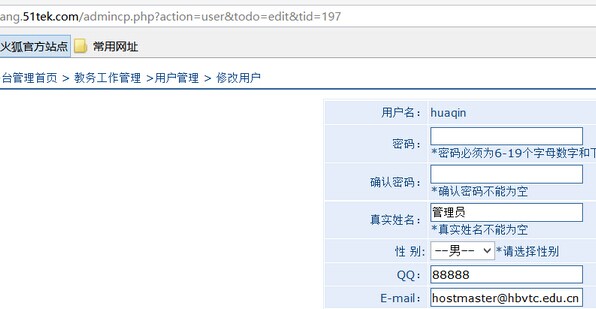 ang.51tek.com/admincp.php?action=user&todo=edit&tid=197
火狐官方站点 常用网址
台管理首页 > 教务工作管理 >用户管理 > 修改用户
用户名： huaqin
密码：
*密码必须为6-19个字母数字和下
确认密码：
*确认密码不能为空
真实姓名： 管理员
*真实姓名不能为空
性 别： --男-- *请选择性别
QQ： 88888
E-mail： hostmaster@hbvtc.edu.cn